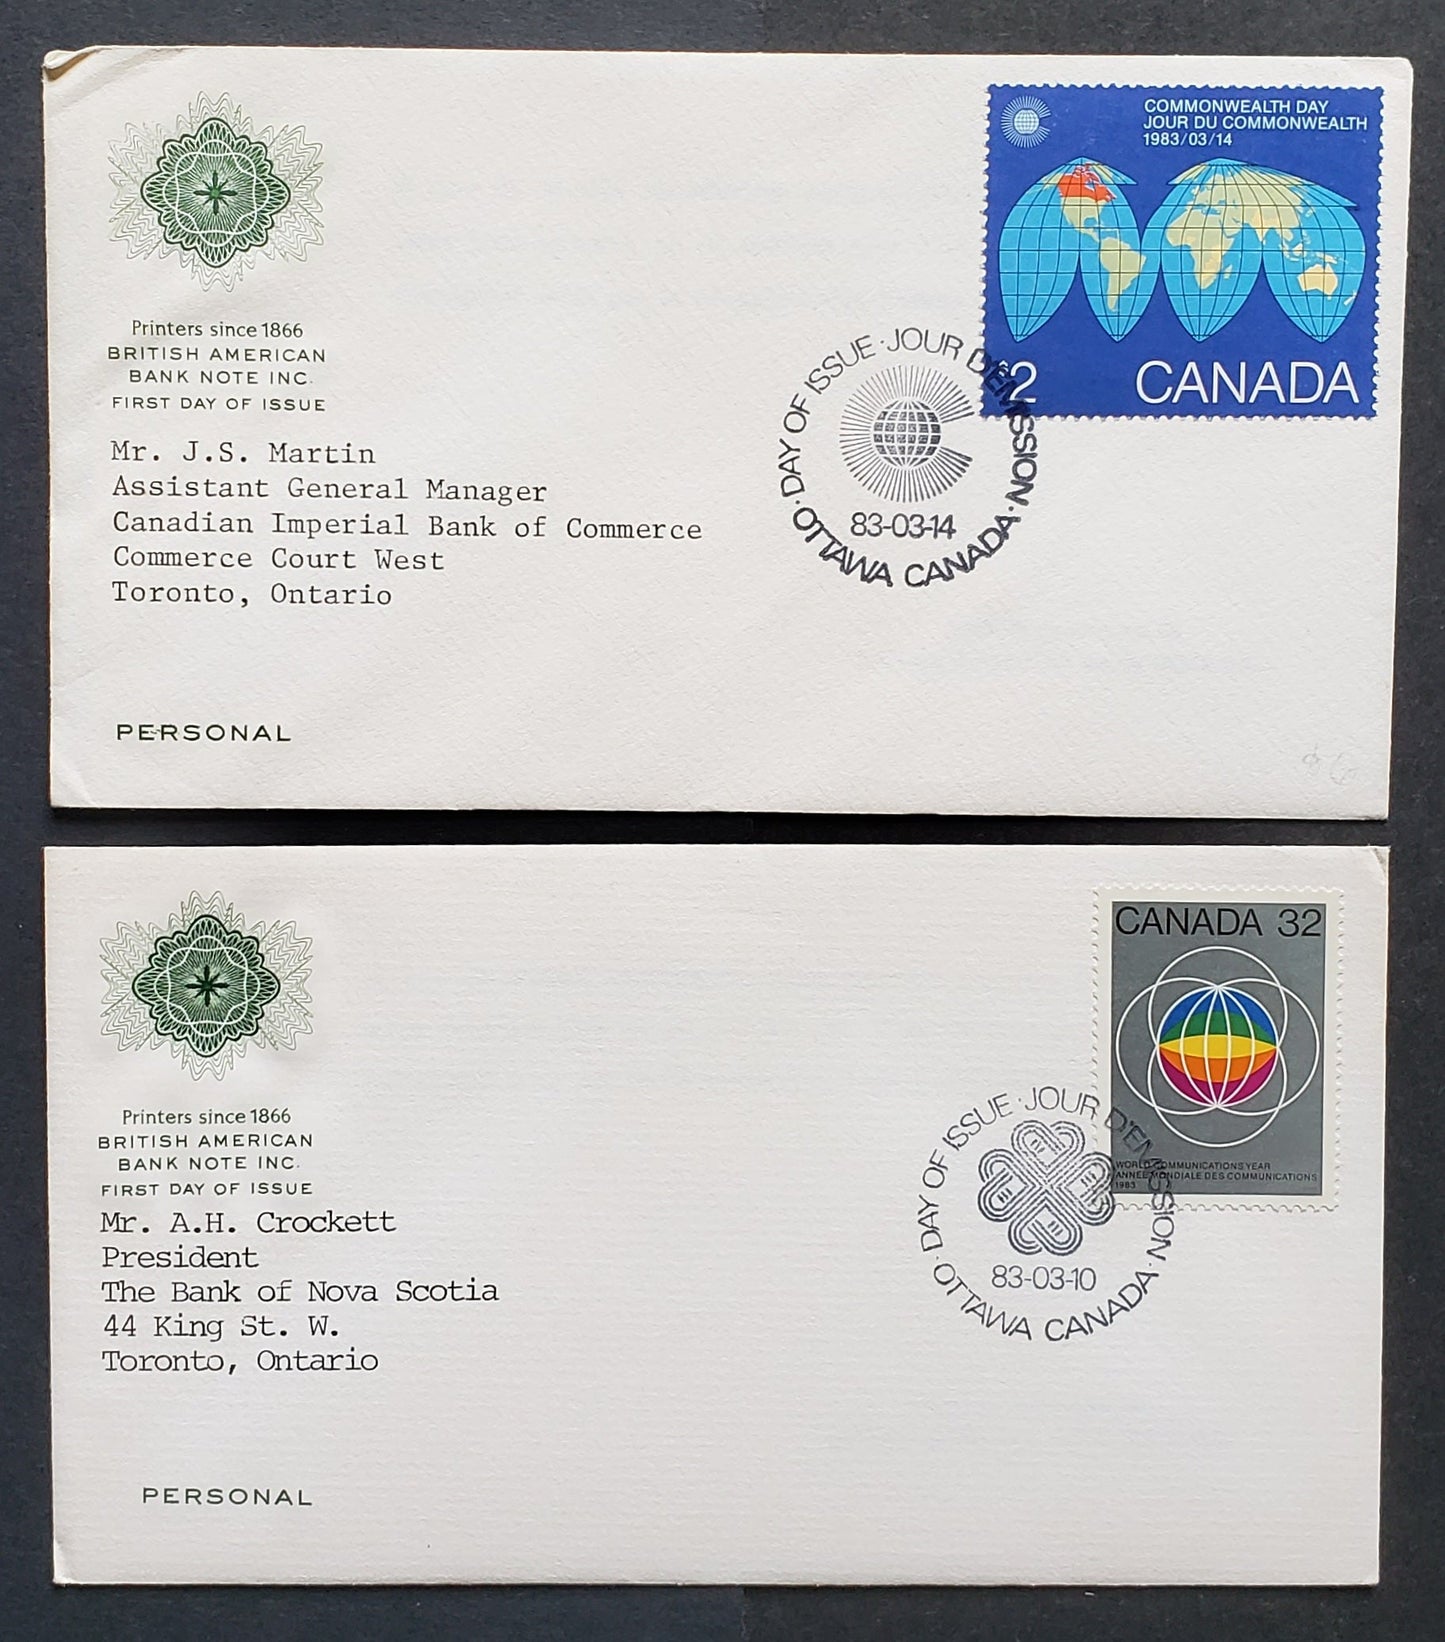 Printers since 1866
BRITISH AMERICAN
BANK NOTE INC.
FIRST DAY OF ISSUE
Mr. J.S. Martin
Assistant General Manager
Canadian Imperial Bank of Commerce
Commerce Court West
Toronto, Ontario
PERSONAL
COMMONWEALTH DAY
JOUR DU COMMONWEALTH
1983/03/14
2 CANADA
·DAY OF ISSUE·JOUR D'ÉMISSION·
83-03-14
OTTAWA CANADA
Printers since 1866
BRITISH AMERICAN
BANK NOTE INC.
FIRST DAY OF ISSUE
Mr. A.H. Crockett
President
The Bank of Nova Scotia
44 King St. W.
Toronto, Ontario
PERSONAL
CANADA 32
WORLD COMMUNICATIONS YEAR
ANNÉE MONDIALE DES COMMUNICATIONS
1983
·DAY OF ISSUE·JOUR D'ÉMISSION·
83-03-10
OTTAWA CANADA